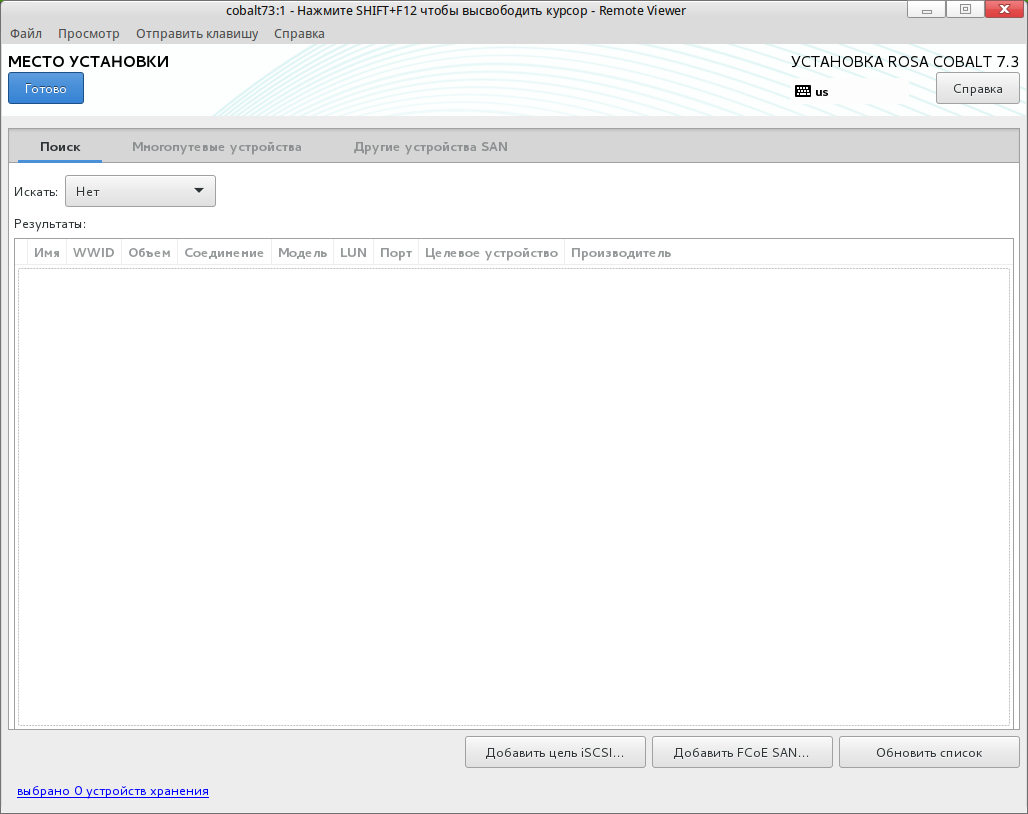 cobalt73:1 - Нажмите SHIFT+F12 чтобы высвободить курсор - Remote Viewer
Файл Просмотр Отправить клавишу Справка
МЕСТО УСТАНОВКИ УСТАНОВКА ROSA COBALT 7.3
Готово us Справка
Поиск Многопутевые устройства Другие устройства SAN
Искать: Нет
Результаты:
Имя WWID Объем Соединение Модель LUN Порт Целевое устройство Производитель
Добавить цель iSCSI... Добавить FCoE SAN... Обновить список
выбрано 0 устройств хранения